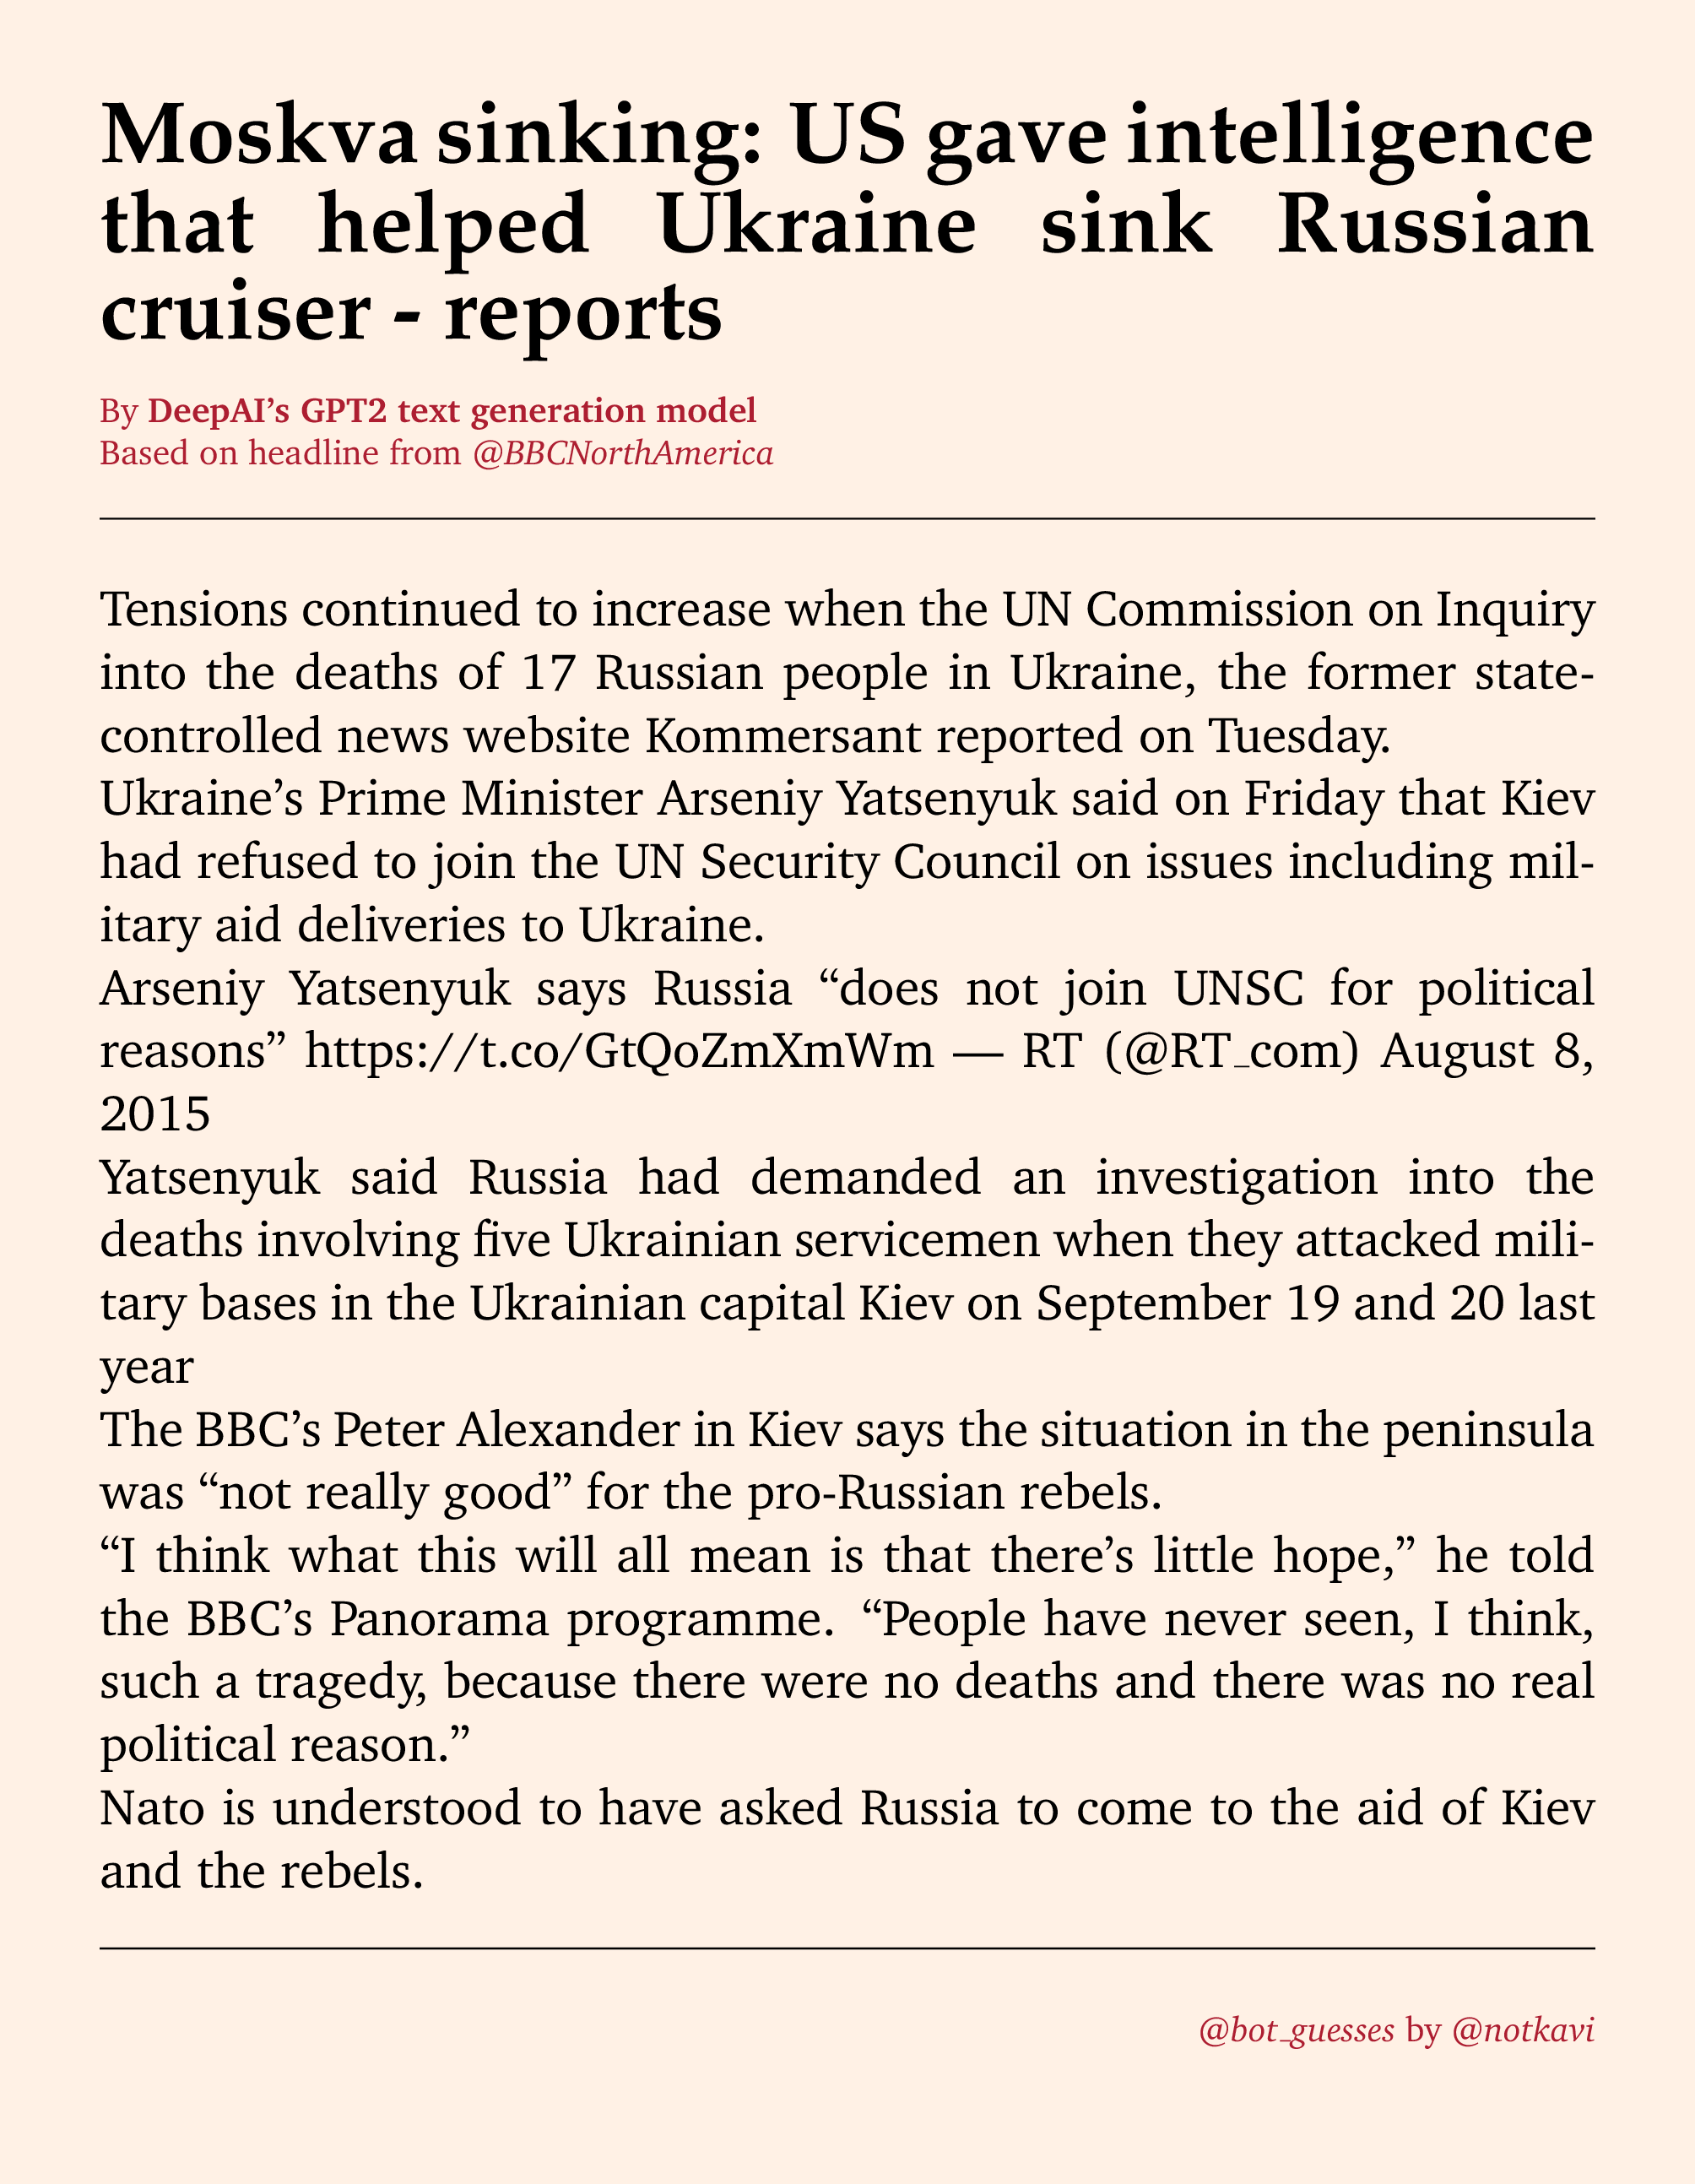 Moskva sinking: US gave intelligence
that helped Ukraine sink Russian
cruiser - reports
By DeepAI’s GPT2 text generation model
Based on headline from @BBCNorthAmerica
Tensions continued to increase when the UN Commission on Inquiry
into the deaths of 17 Russian people in Ukraine, the former state-
controlled news website Kommersant reported on Tuesday.
Ukraine’s Prime Minister Arseniy Yatsenyuk said on Friday that Kiev
had refused to join the UN Security Council on issues including mil-
itary aid deliveries to Ukraine.
Arseniy Yatsenyuk says Russia “does not join UNSC for political
reasons” https://t.co/GtQoZmXmWm — RT (@RT_com) August 8,
2015
Yatsenyuk said Russia had demanded an investigation into the
deaths involving five Ukrainian servicemen when they attacked mili-
tary bases in the Ukrainian capital Kiev on September 19 and 20 last
year
The BBC’s Peter Alexander in Kiev says the situation in the peninsula
was “not really good” for the pro-Russian rebels.
“I think what this will all mean is that there’s little hope,” he told
the BBC’s Panorama programme. “People have never seen, I think,
such a tragedy, because there were no deaths and there was no real
political reason.”
Nato is understood to have asked Russia to come to the aid of Kiev
and the rebels.
@bot_guesses by @notkavi